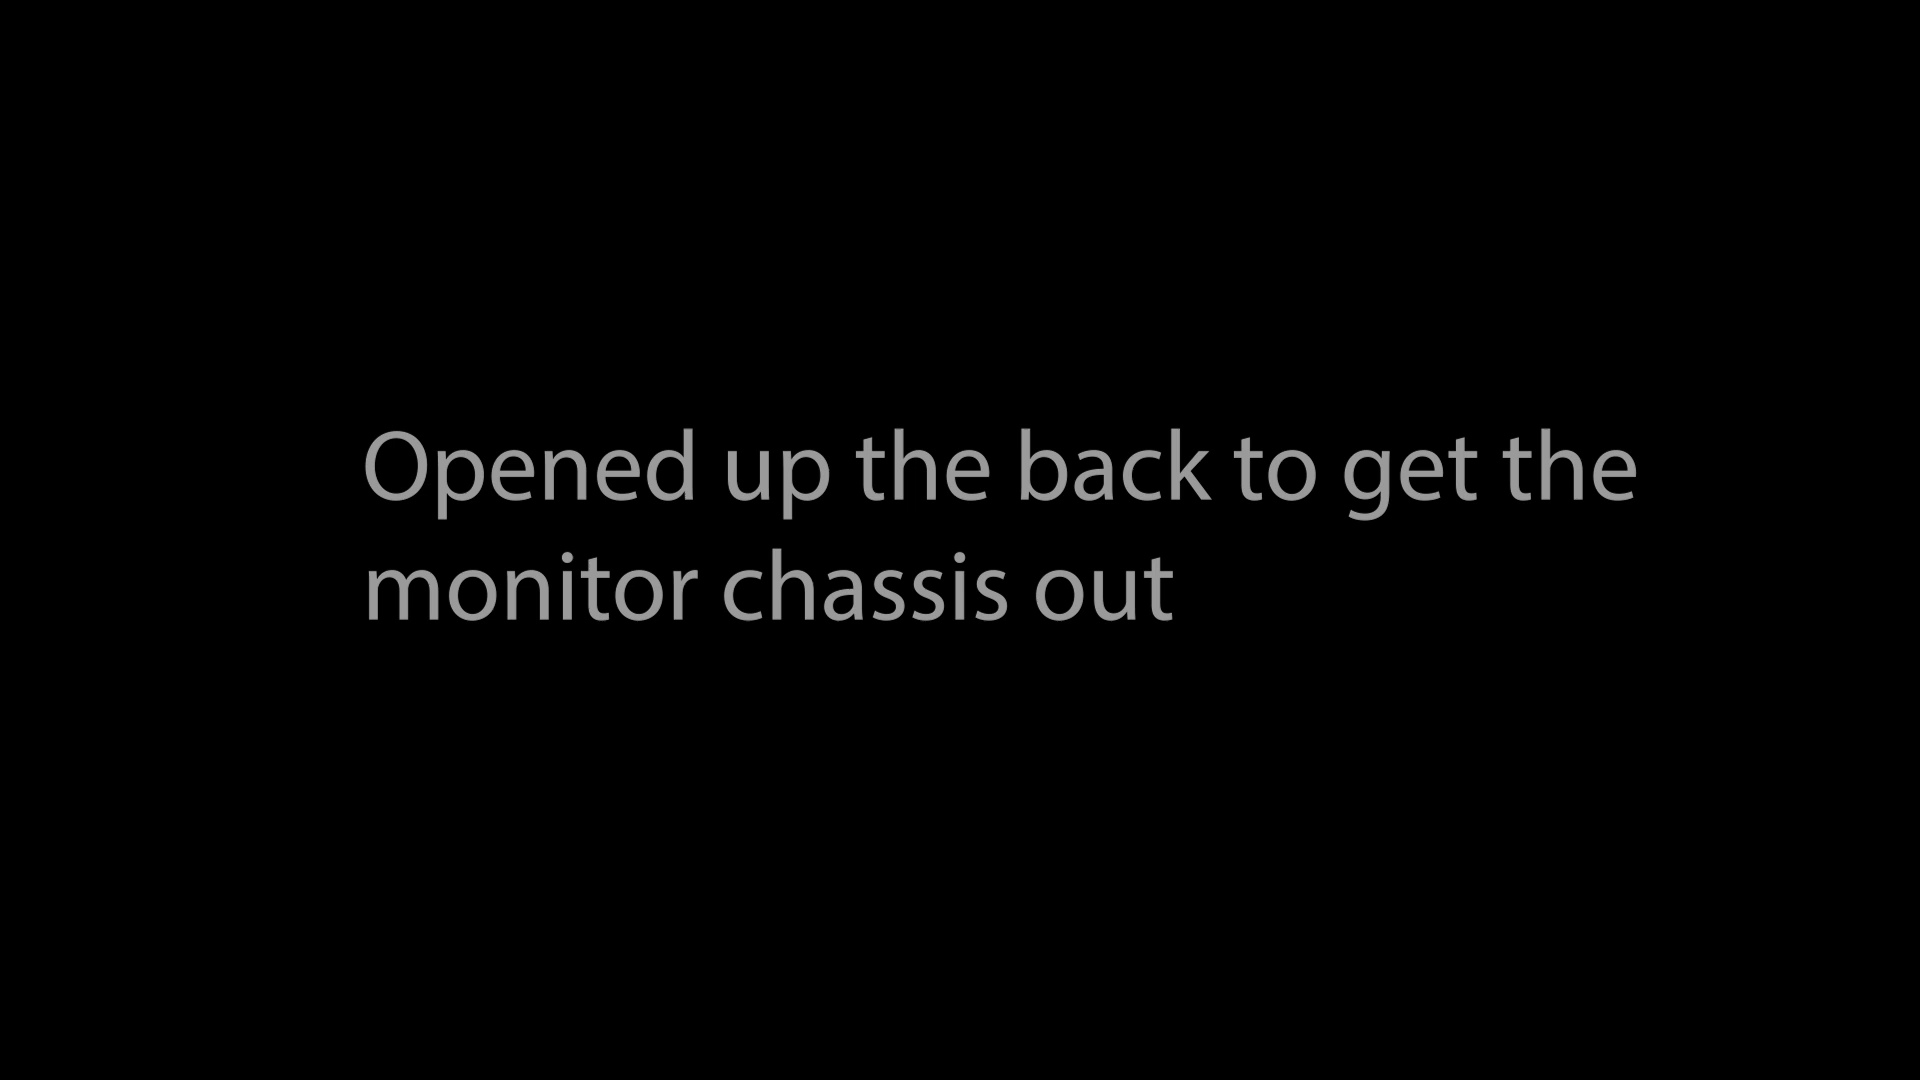 Opened up the back to get the
monitor chassis out